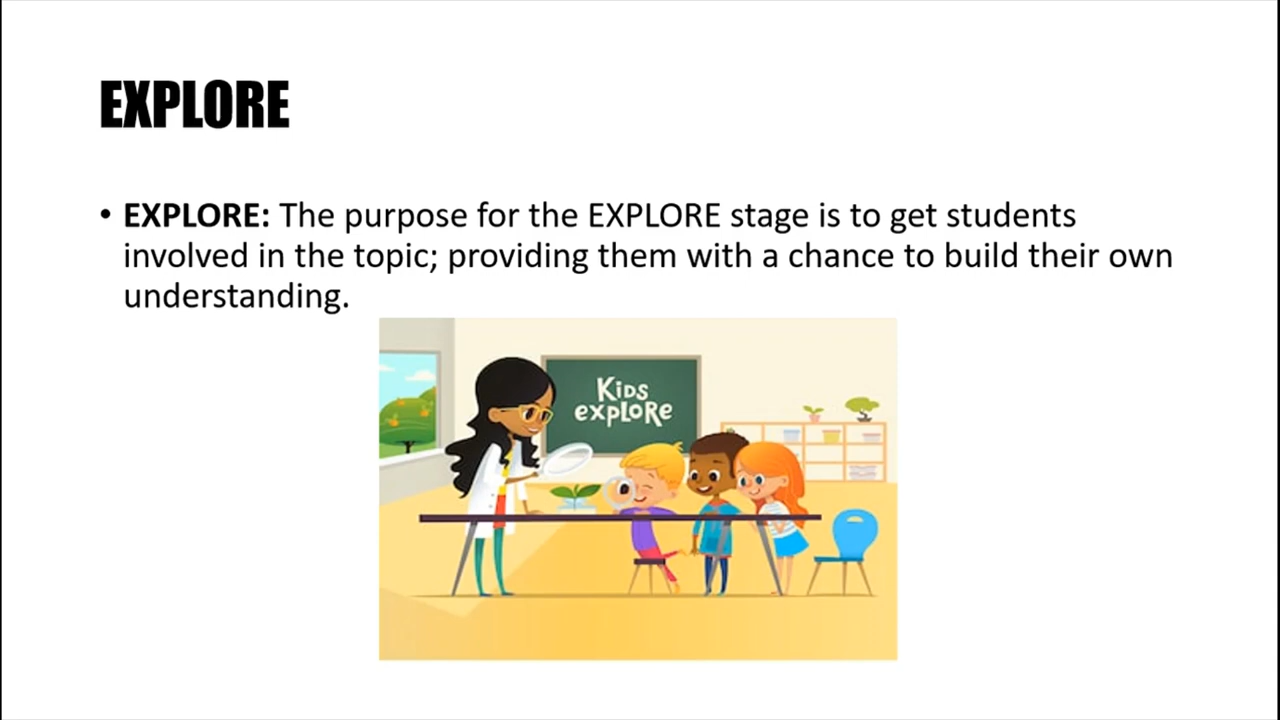 EXPLORE
• EXPLORE: The purpose for the EXPLORE stage is to get students
involved in the topic; providing them with a chance to build their own
understanding.
Kids
explore